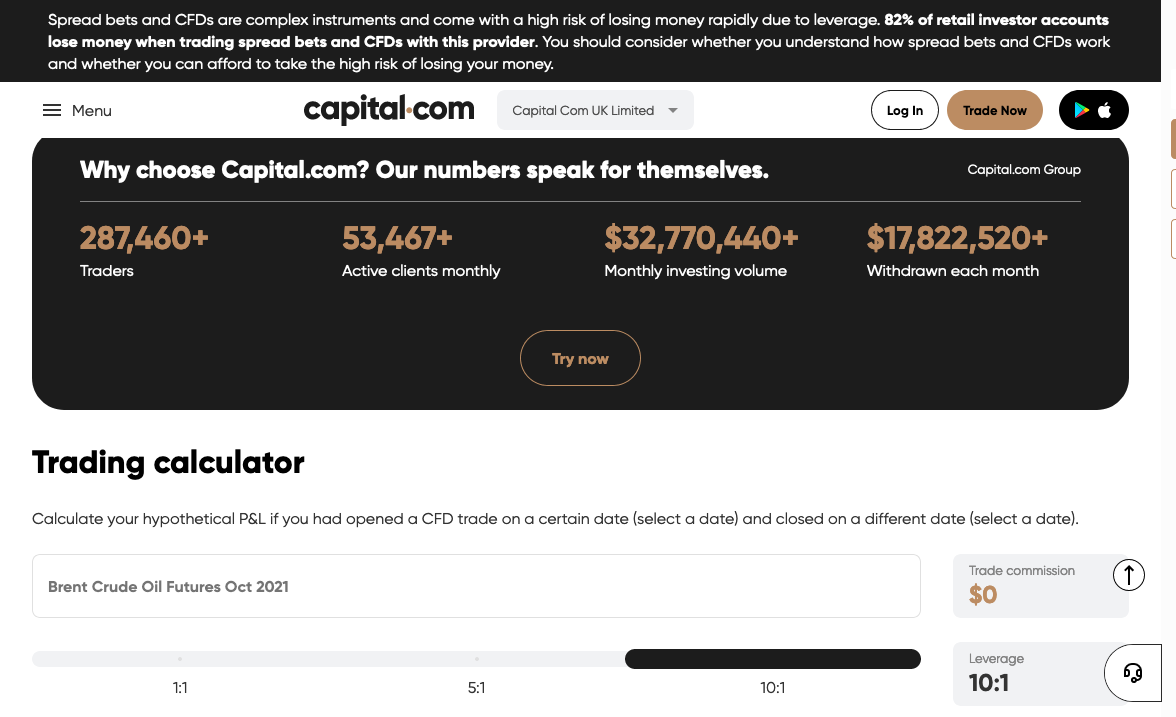 Spread bets and CFDs are complex instruments and come with a high risk of losing money rapidly due to leverage. 82% of retail investor accounts
lose money when trading spread bets and CFDs with this provider. You should consider whether you understand how spread bets and CFDs work
and whether you can afford to take the high risk of losing your money.
Menu
capital.com
Capital Com UK Limited
Log In
Trade Now
Why choose Capital.com? Our numbers speak for themselves.
Capital.com Group
287,460+
53,467+
$32,770,440+
$17,822,520+
Traders
Active clients monthly
Monthly investing volume
Withdrawn each month
Try now
Trading calculator
Calculate your hypothetical P&L if you had opened a CFD trade on a certain date (select a date) and closed on a different date (select a date).
Brent Crude Oil Futures Oct 2021
Trade commission
$0
1:1
5:1
10:1
Leverage
10:1